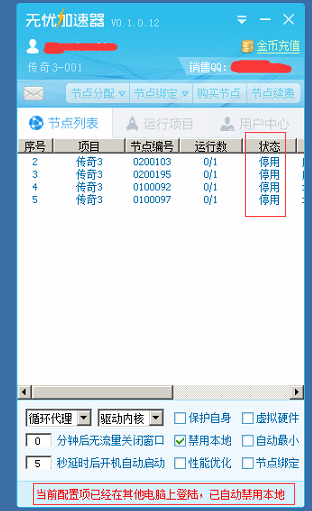 无忧加速器 V0.1.0.12
金币充值
传奇3-001 销售QQ:
节点分配 节点绑定 购买节点 节点续费
节点列表 运行项目 用户中心
序号 项目 节点编号 运行数 状态
2 传奇3 0200103 0/1 停用
3 传奇3 0200195 0/1 停用
4 传奇3 0100092 0/1 停用
5 传奇3 0100097 0/1 停用
循环代理 驱动内核 保护自身 虚拟硬件
0 分钟后无流量关闭窗口 禁用本地 自动最小
5 秒延时后开机自动启动 性能优化 节点绑定
当前配置项已经在其他电脑上登陆，已自动禁用本地